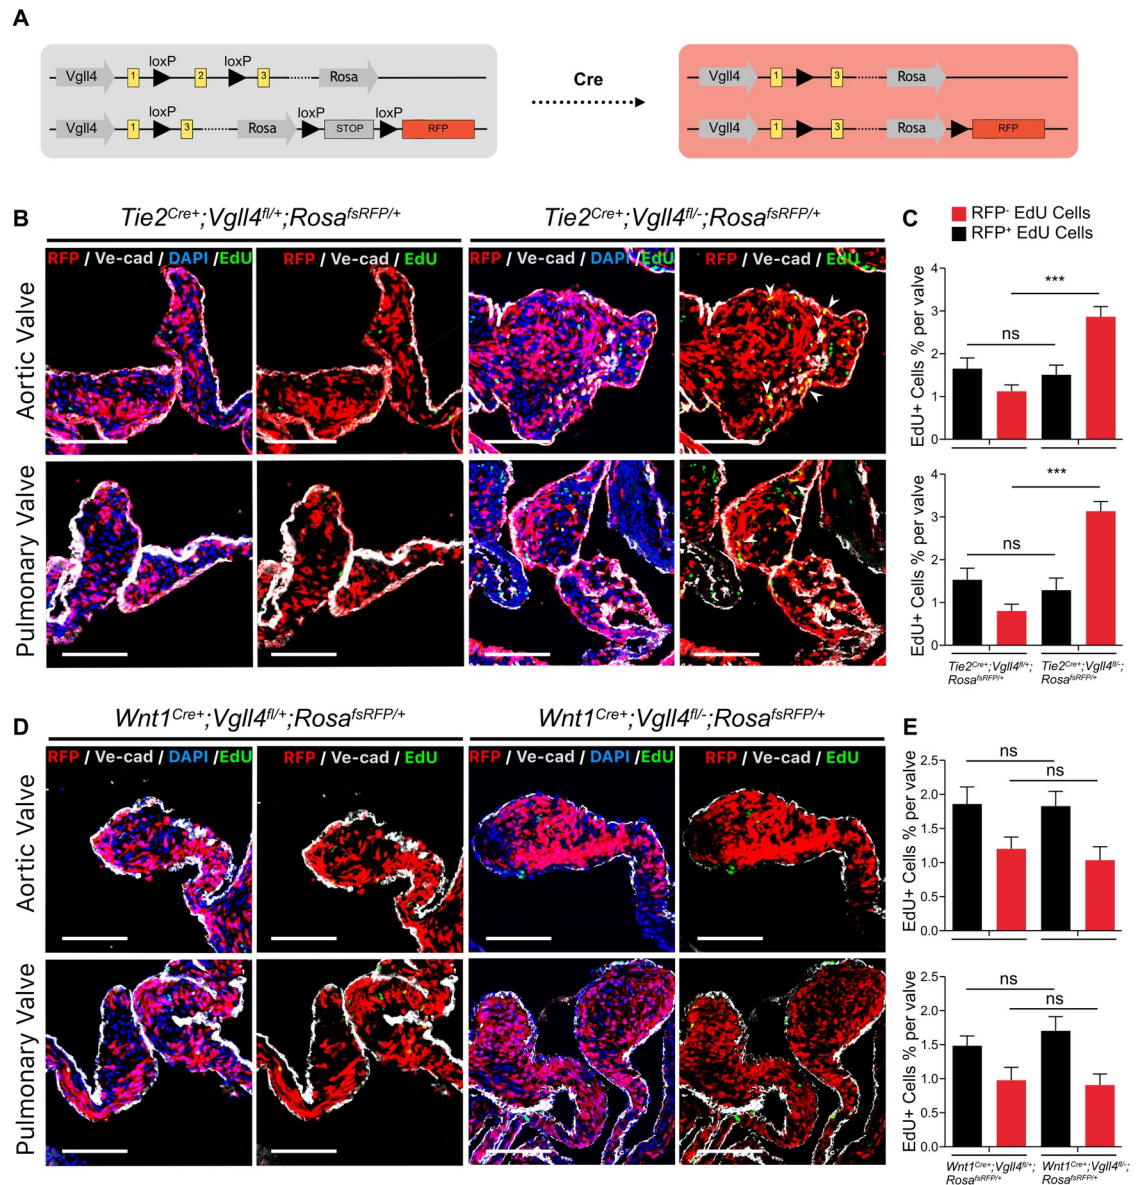 A
loxP loxP
Vgll4 1 2 3 Rosa
loxP loxP loxP
Vgll4 1 3 Rosa STOP RFP
Cre
Vgll4 1 3 Rosa
Vgll4 1 3 Rosa RFP
B
Tie2Cre+;Vgll4fl/+;RosafsRFP/+
Tie2Cre+;Vgll4fl/-;RosafsRFP/+
RFP / Ve-cad / DAPI /EdU
RFP / Ve-cad / EdU
RFP / Ve-cad / DAPI /EdU
RFP / Ve-cad / EdU
Aortic Valve
Pulmonary Valve
C
RFP- EdU Cells
RFP+ EdU Cells
EdU+ Cells % per valve
4
3
2
1
0
ns
***
EdU+ Cells % per valve
4
3
2
1
0
ns
***
Tie2Cre+;Vgll4fl/+;
RosafsRFP/+
Tie2Cre+;Vgll4fl/-;
RosafsRFP/+
D
Wnt1Cre+;Vgll4fl/+;RosafsRFP/+
Wnt1Cre+;Vgll4fl/-;RosafsRFP/+
RFP / Ve-cad / DAPI /EdU
RFP / Ve-cad / EdU
RFP / Ve-cad / DAPI /EdU
RFP / Ve-cad / EdU
Aortic Valve
Pulmonary Valve
E
EdU+ Cells % per valve
2.5
2.0
1.5
1.0
0.5
0.0
ns
ns
EdU+ Cells % per valve
2.5
2.0
1.5
1.0
0.5
0.0
ns
ns
Wnt1Cre+;Vgll4fl/+;
RosafsRFP/+
Wnt1Cre+;Vgll4fl/-;
RosafsRFP/+